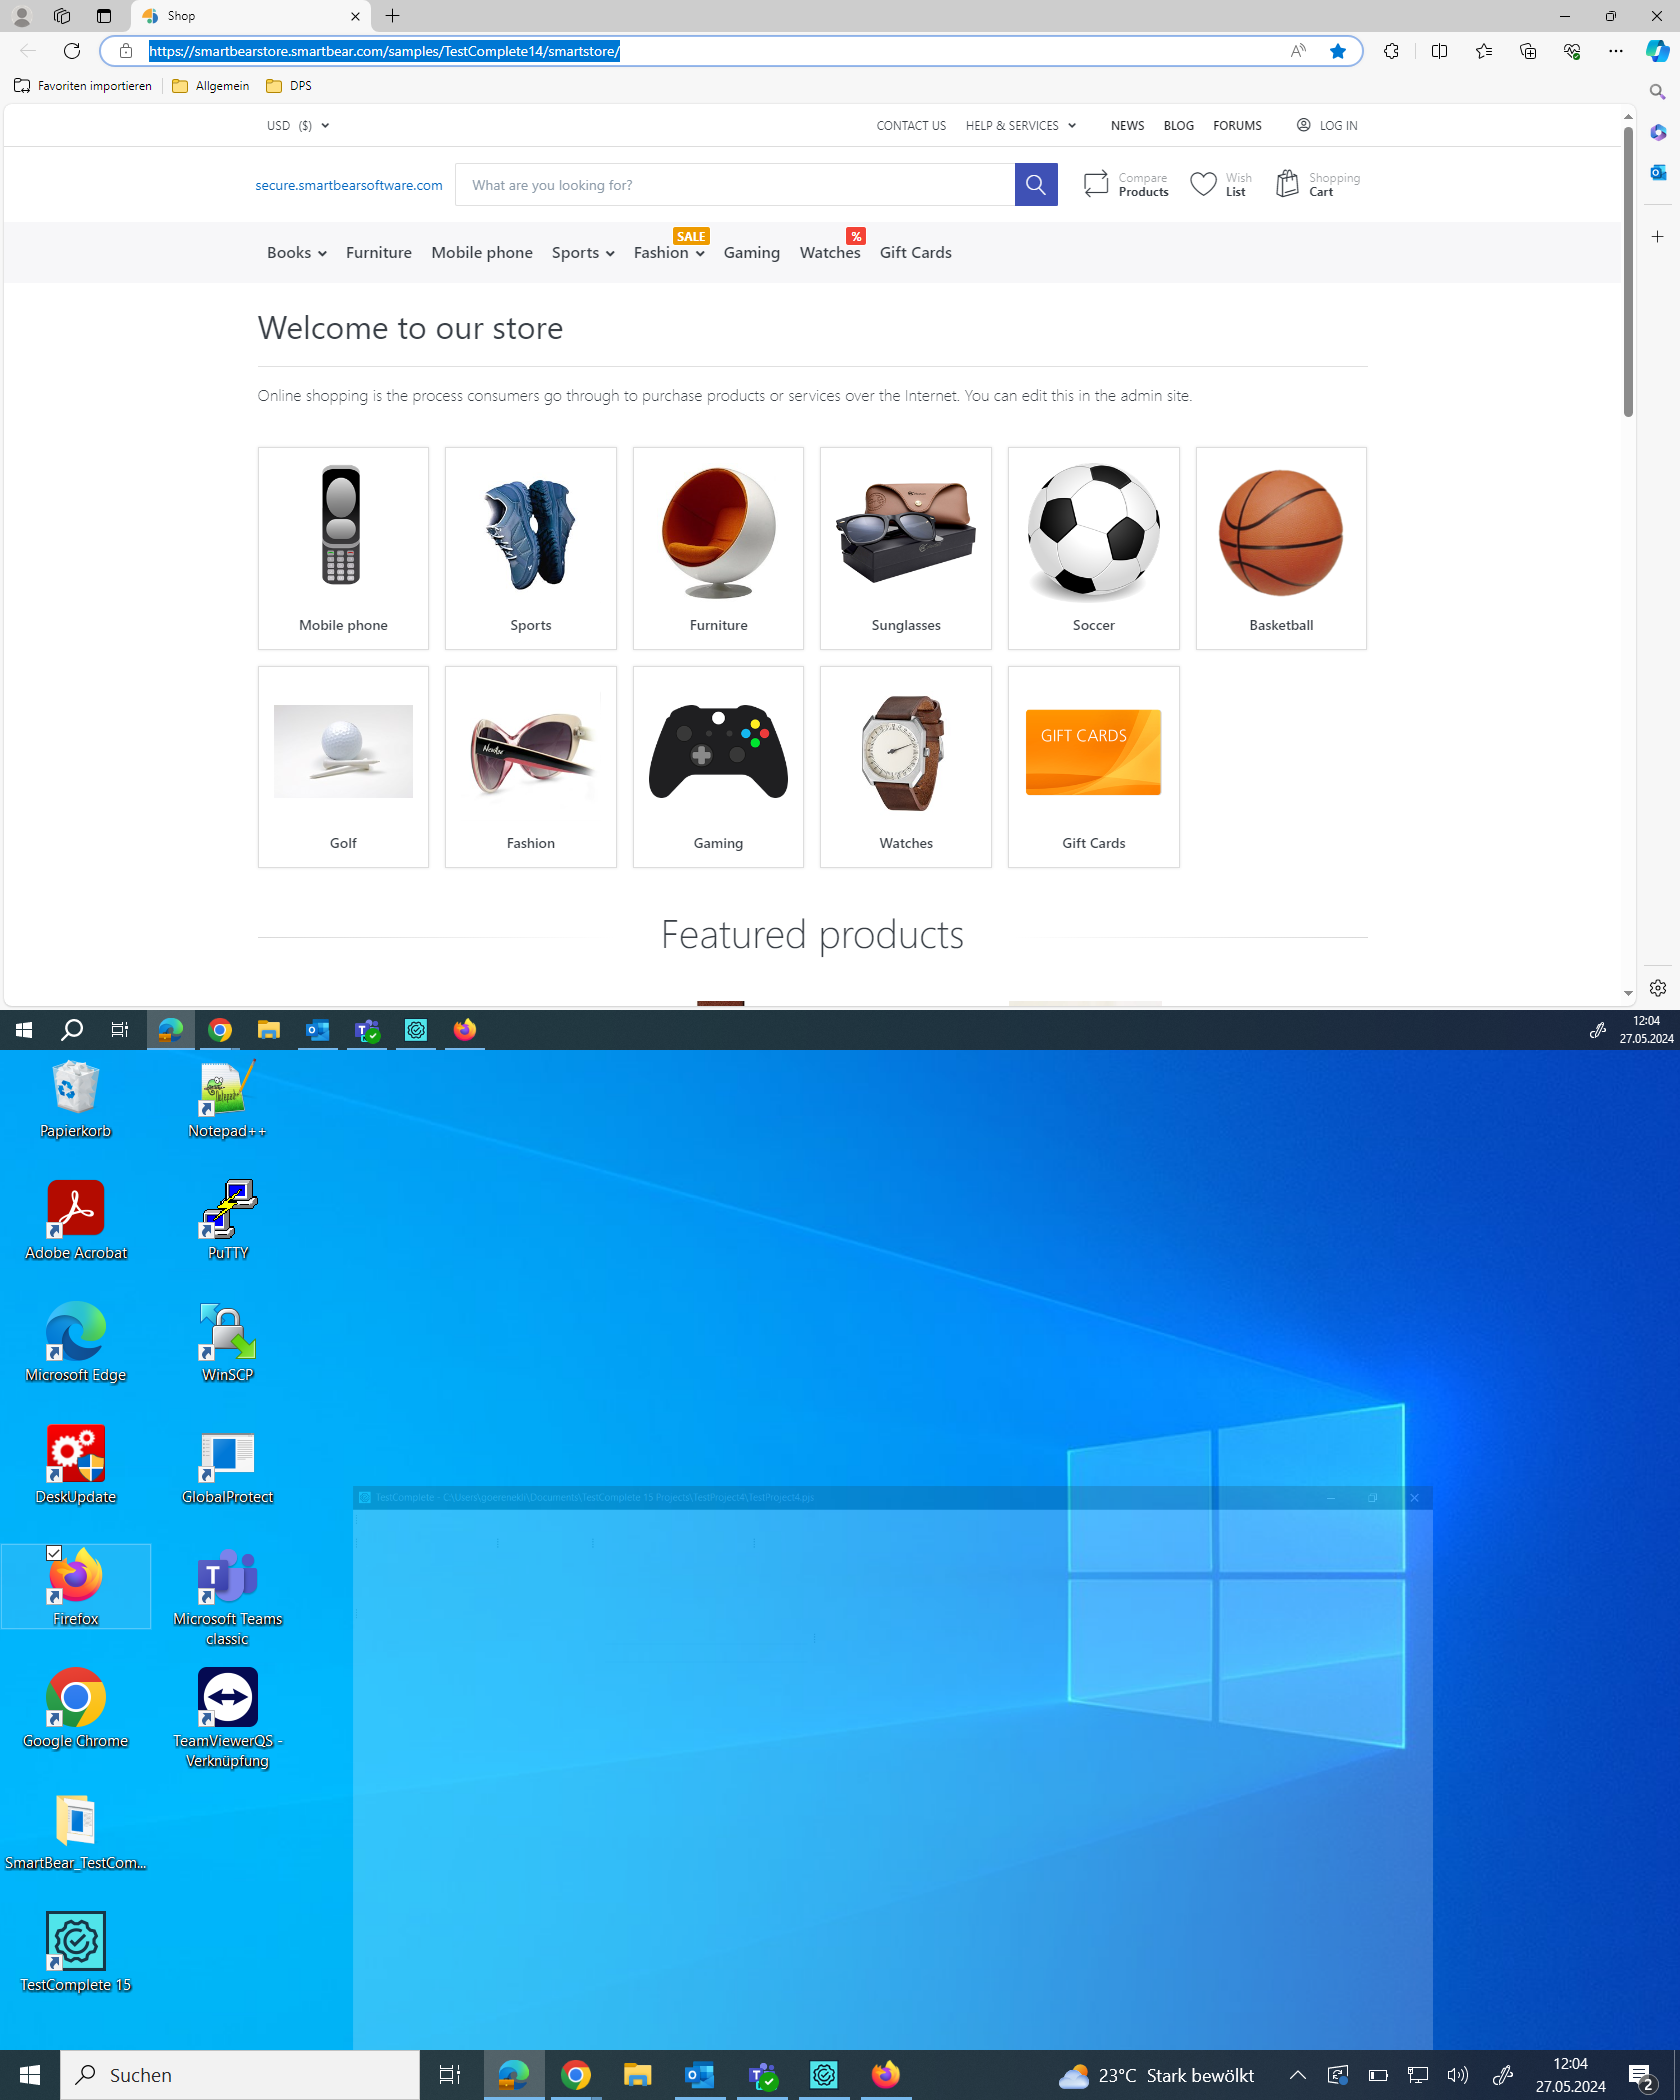 Shop
https://smartbearstore.smartbear.com/samples/TestComplete14/smartstore/
Favoriten importieren Allgemein DPS
USD ($) CONTACT US HELP & SERVICES NEWS BLOG FORUMS LOG IN
secure.smartbearsoftware.com What are you looking for? Compare Products Wish List Shopping Cart
SALE %
Books Furniture Mobile phone Sports Fashion Gaming Watches Gift Cards
Welcome to our store
Online shopping is the process consumers go through to purchase products or services over the Internet. You can edit this in the admin site.
Mobile phone Sports Furniture Sunglasses Soccer Basketball
GIFT CARDS
Golf Fashion Gaming Watches Gift Cards
Featured products
12:04
27.05.2024
Papierkorb Notepad++
Adobe Acrobat PuTTY
Microsoft Edge WinSCP
DeskUpdate GlobalProtect
TestComplete - C:\Users\goerenekli\Documents\TestComplete 15 Projects\TestProject4\TestProject4.pjs
Firefox Microsoft Teams classic
Google Chrome TeamViewerQS - Verknüpfung
SmartBear_TestCom...
TestComplete 15
Suchen 23°C Stark bewölkt 12:04
27.05.2024 2